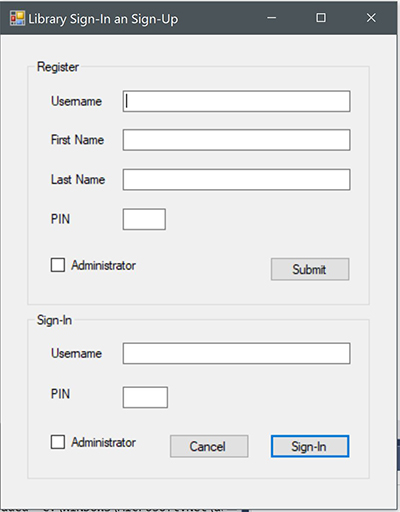 Library Sign-In an Sign-Up
Register
Username
First Name
Last Name
PIN
Administrator
Submit
Sign-In
Username
PIN
Administrator
Cancel
Sign-In